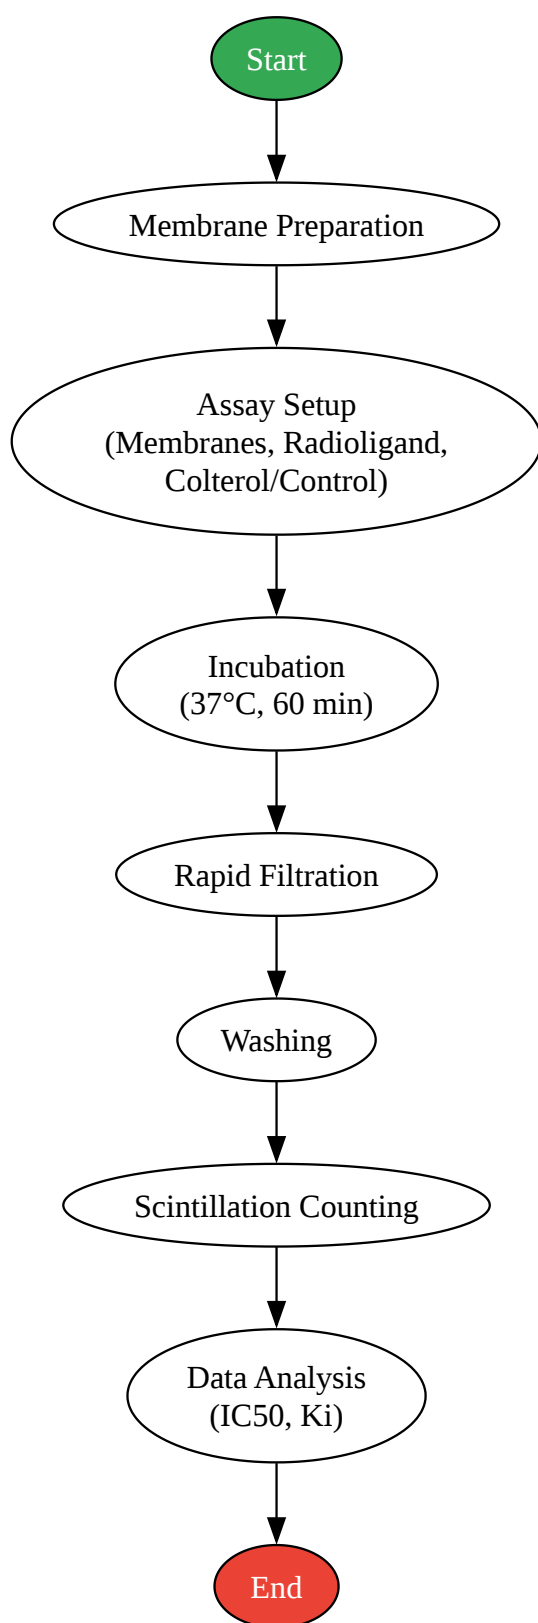 Start
Membrane Preparation
Assay Setup
(Membranes, Radioligand,
Colterol/Control)
Incubation
(37°C, 60 min)
Rapid Filtration
Washing
Scintillation Counting
Data Analysis
(IC50, Ki)
End